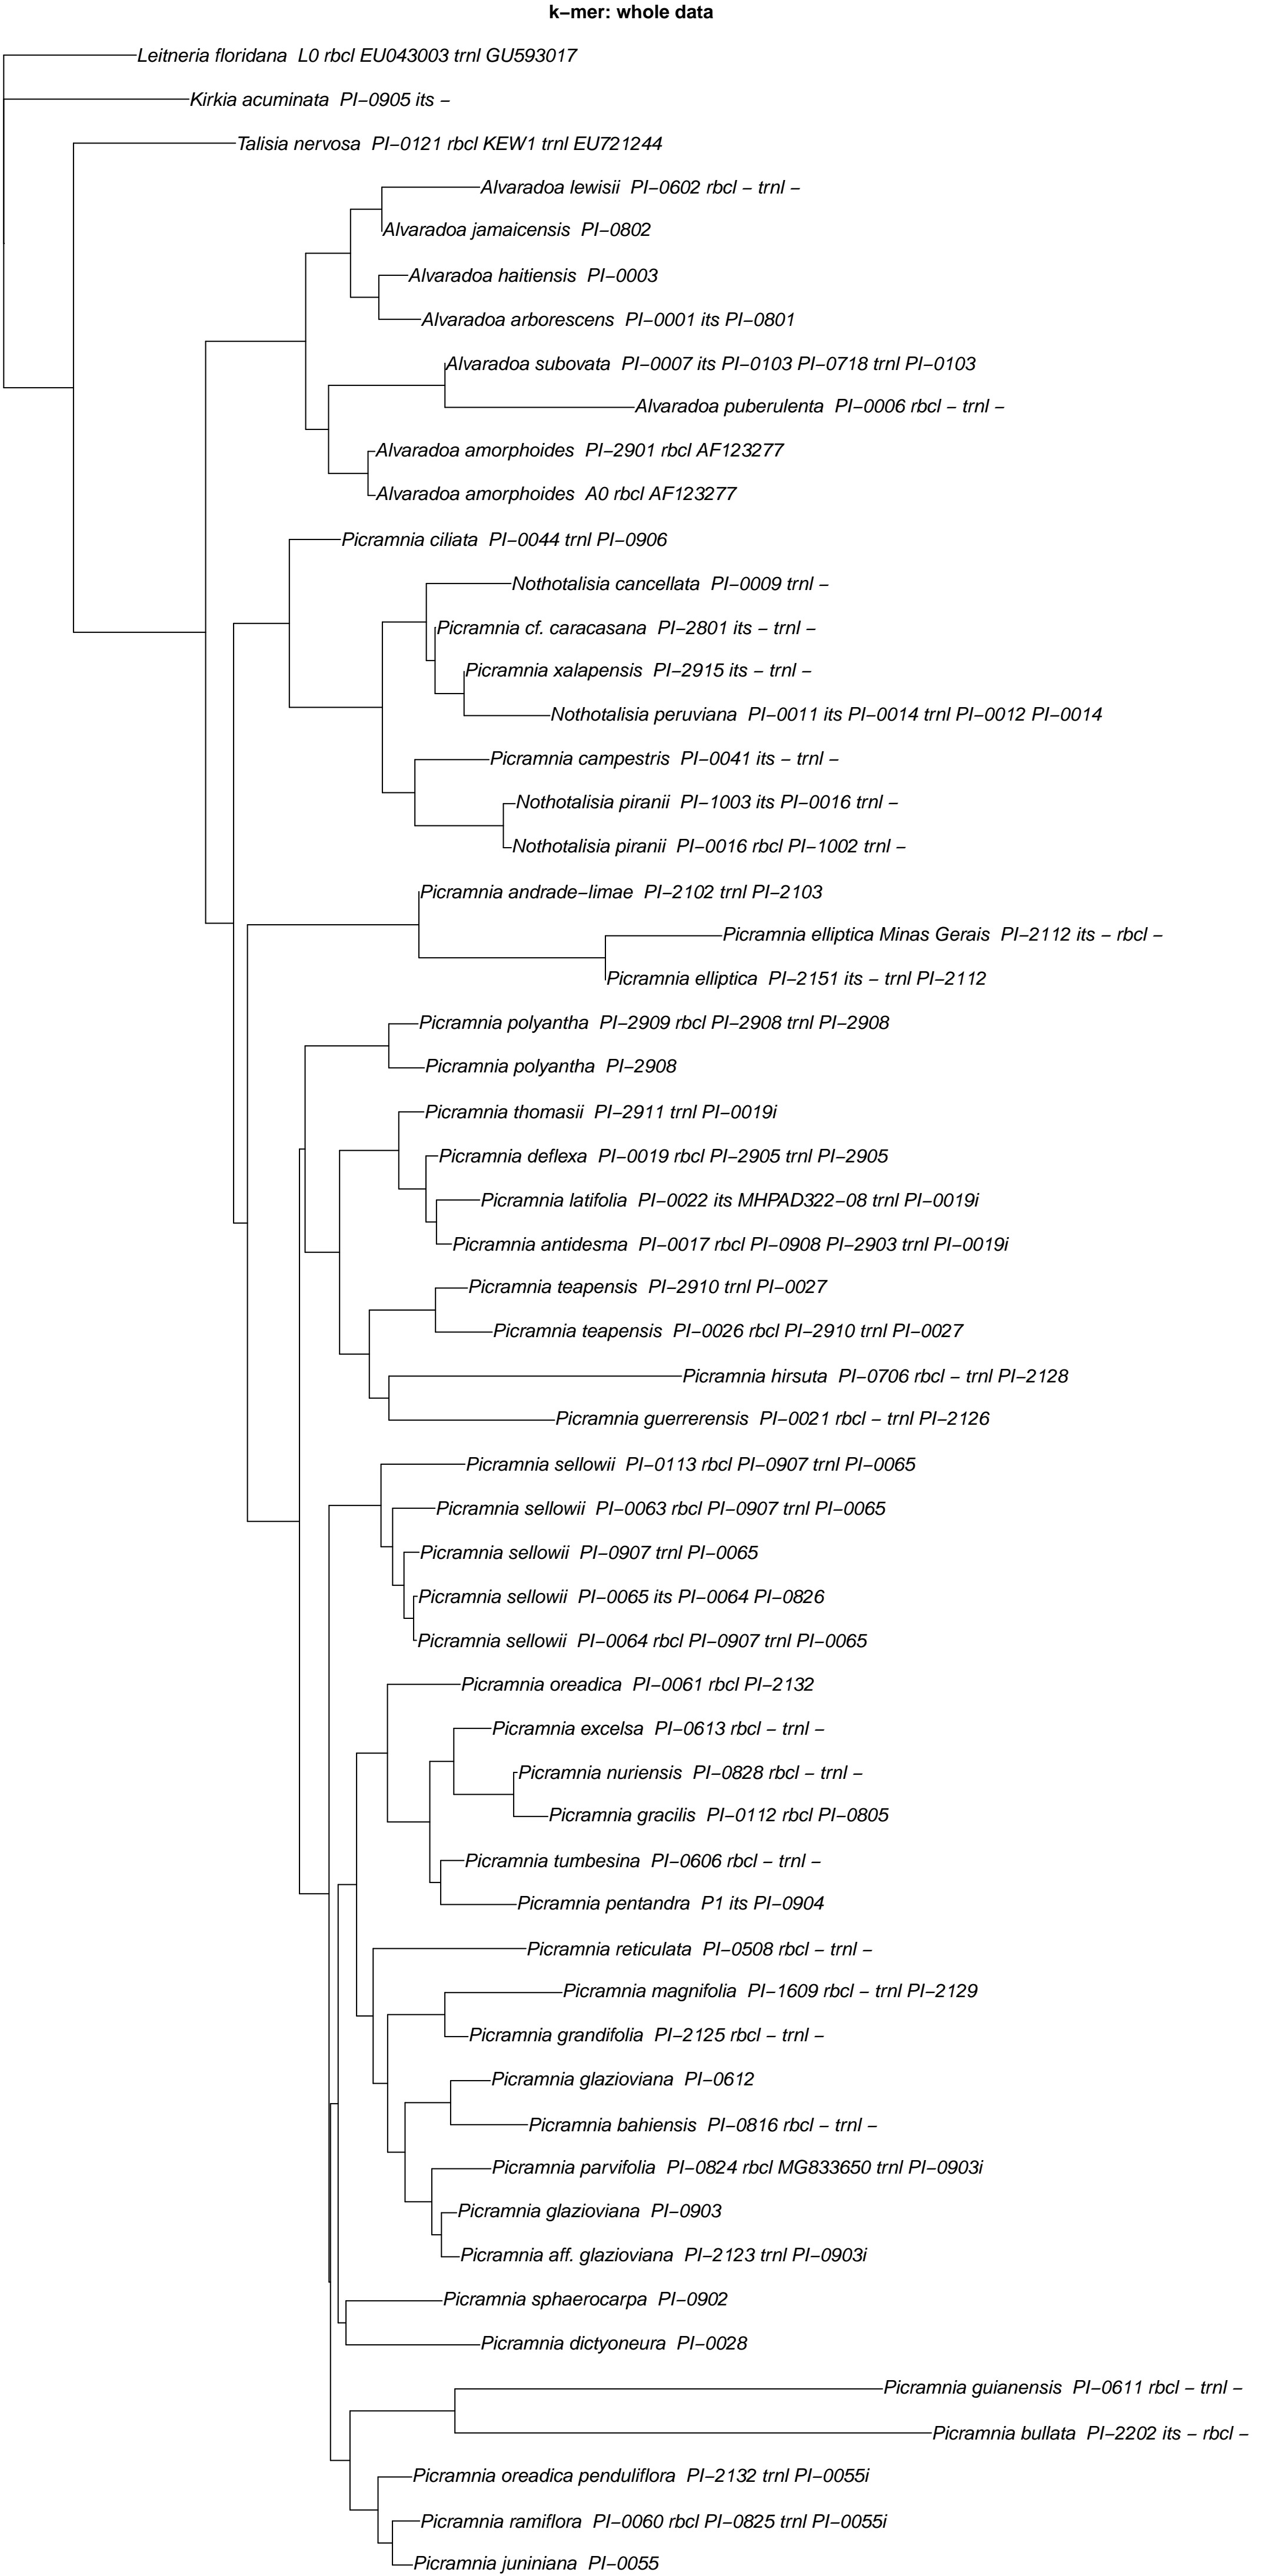 k−mer: whole data
Leitneria floridana L0 rbcl EU043003 trnl GU593017
Kirkia acuminata PI−0905 its −
Talisia nervosa PI−0121 rbcl KEW1 trnl EU721244
Alvaradoa lewisii PI−0602 rbcl − trnl −
Alvaradoa jamaicensis PI−0802
Alvaradoa haitiensis PI−0003
Alvaradoa arborescens PI−0001 its PI−0801
Alvaradoa subovata PI−0007 its PI−0103 PI−0718 trnl PI−0103
Alvaradoa puberulenta PI−0006 rbcl − trnl −
Alvaradoa amorphoides PI−2901 rbcl AF123277
Alvaradoa amorphoides A0 rbcl AF123277
Picramnia ciliata PI−0044 trnl PI−0906
Nothotalisia cancellata PI−0009 trnl −
Picramnia cf. caracasana PI−2801 its − trnl −
Picramnia xalapensis PI−2915 its − trnl −
Nothotalisia peruviana PI−0011 its PI−0014 trnl PI−0012 PI−0014
Picramnia campestris PI−0041 its − trnl −
Nothotalisia piranii PI−1003 its PI−0016 trnl −
Nothotalisia piranii PI−0016 rbcl PI−1002 trnl −
Picramnia andrade−limae PI−2102 trnl PI−2103
Picramnia elliptica Minas Gerais PI−2112 its − rbcl −
Picramnia elliptica PI−2151 its − trnl PI−2112
Picramnia polyantha PI−2909 rbcl PI−2908 trnl PI−2908
Picramnia polyantha PI−2908
Picramnia thomasii PI−2911 trnl PI−0019i
Picramnia deflexa PI−0019 rbcl PI−2905 trnl PI−2905
Picramnia latifolia PI−0022 its MHPAD322−08 trnl PI−0019i
Picramnia antidesma PI−0017 rbcl PI−0908 PI−2903 trnl PI−0019i
Picramnia teapensis PI−2910 trnl PI−0027
Picramnia teapensis PI−0026 rbcl PI−2910 trnl PI−0027
Picramnia hirsuta PI−0706 rbcl − trnl PI−2128
Picramnia guerrerensis PI−0021 rbcl − trnl PI−2126
Picramnia sellowii PI−0113 rbcl PI−0907 trnl PI−0065
Picramnia sellowii PI−0063 rbcl PI−0907 trnl PI−0065
Picramnia sellowii PI−0907 trnl PI−0065
Picramnia sellowii PI−0065 its PI−0064 PI−0826
Picramnia sellowii PI−0064 rbcl PI−0907 trnl PI−0065
Picramnia oreadica PI−0061 rbcl PI−2132
Picramnia excelsa PI−0613 rbcl − trnl −
Picramnia nuriensis PI−0828 rbcl − trnl −
Picramnia gracilis PI−0112 rbcl PI−0805
Picramnia tumbesina PI−0606 rbcl − trnl −
Picramnia pentandra P1 its PI−0904
Picramnia reticulata PI−0508 rbcl − trnl −
Picramnia magnifolia PI−1609 rbcl − trnl PI−2129
Picramnia grandifolia PI−2125 rbcl − trnl −
Picramnia glazioviana PI−0612
Picramnia bahiensis PI−0816 rbcl − trnl −
Picramnia parvifolia PI−0824 rbcl MG833650 trnl PI−0903i
Picramnia glazioviana PI−0903
Picramnia aff. glazioviana PI−2123 trnl PI−0903i
Picramnia sphaerocarpa PI−0902
Picramnia dictyoneura PI−0028
Picramnia guianensis PI−0611 rbcl − trnl −
Picramnia bullata PI−2202 its − rbcl −
Picramnia oreadica penduliflora PI−2132 trnl PI−0055i
Picramnia ramiflora PI−0060 rbcl PI−0825 trnl PI−0055i
Picramnia juniniana PI−0055